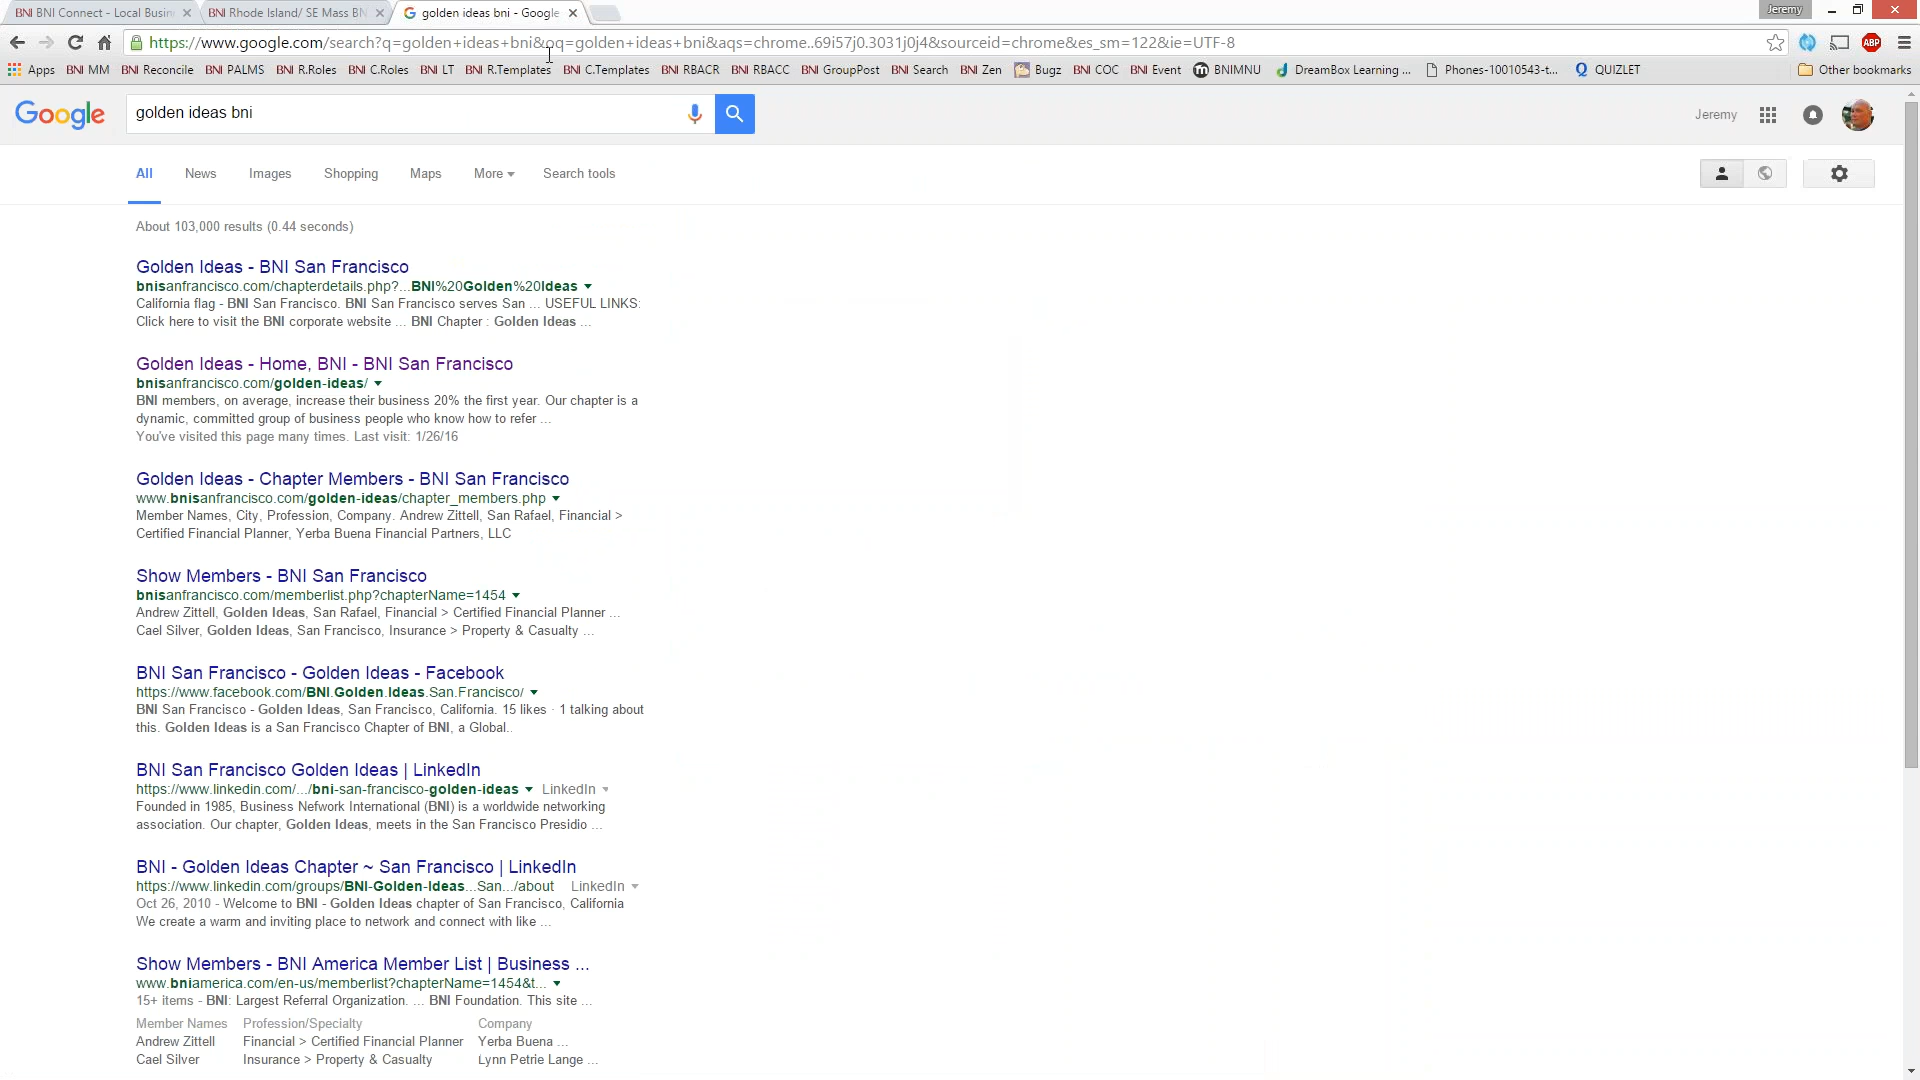 BNI BNI Connect - Local Busin
BNI Rhode Island/ SE Mass BN
golden ideas bni - Google
Jeremy
https://www.google.com/search?q=golden+ideas+bni&oq=golden+ideas+bni&aqs=chrome..69i57j0.3031j0j4&sourceid=chrome&es_sm=122&ie=UTF-8
ABP
Apps BNI MM BNI Reconcile BNI PALMS BNI R.Roles BNI C.Roles BNI LT BNI R.Templates BNI C.Templates BNI RBACR BNI RBACC BNI GroupPost BNI Search BNI Zen Bugz BNI COC BNI Event BNIMNU DreamBox Learning ... Phones-10010543-t... QUIZLET Other bookmarks
Google
golden ideas bni
Jeremy
All News Images Shopping Maps More Search tools
About 103,000 results (0.44 seconds)
Golden Ideas - BNI San Francisco
bnisanfrancisco.com/chapterdetails.php?...BNI%20Golden%20Ideas
California flag - BNI San Francisco. BNI San Francisco serves San ... USEFUL LINKS:
Click here to visit the BNI corporate website ... BNI Chapter : Golden Ideas ...
Golden Ideas - Home, BNI - BNI San Francisco
bnisanfrancisco.com/golden-ideas/
BNI members, on average, increase their business 20% the first year. Our chapter is a
dynamic, committed group of business people who know how to refer ...
You've visited this page many times. Last visit: 1/26/16
Golden Ideas - Chapter Members - BNI San Francisco
www.bnisanfrancisco.com/golden-ideas/chapter_members.php
Member Names, City, Profession, Company. Andrew Zittell, San Rafael, Financial >
Certified Financial Planner, Yerba Buena Financial Partners, LLC
Show Members - BNI San Francisco
bnisanfrancisco.com/memberlist.php?chapterName=1454
Andrew Zittell, Golden Ideas, San Rafael, Financial > Certified Financial Planner ...
Cael Silver, Golden Ideas, San Francisco, Insurance > Property & Casualty ...
BNI San Francisco - Golden Ideas - Facebook
https://www.facebook.com/BNI.Golden.Ideas.San.Francisco/
BNI San Francisco - Golden Ideas, San Francisco, California. 15 likes · 1 talking about
this. Golden Ideas is a San Francisco Chapter of BNI, a Global..
BNI San Francisco Golden Ideas | LinkedIn
https://www.linkedin.com/.../bni-san-francisco-golden-ideas LinkedIn
Founded in 1985, Business Network International (BNI) is a worldwide networking
association. Our chapter, Golden Ideas, meets in the San Francisco Presidio ...
BNI - Golden Ideas Chapter ~ San Francisco | LinkedIn
https://www.linkedin.com/groups/BNI-Golden-Ideas...San.../about LinkedIn
Oct 26, 2010 - Welcome to BNI - Golden Ideas chapter of San Francisco, California
We create a warm and inviting place to network and connect with like ...
Show Members - BNI America Member List | Business ...
www.bniamerica.com/en-us/memberlist?chapterName=1454&t...
15+ items - BNI: Largest Referral Organization. ... BNI Foundation. This site ...
Member Names Profession/Specialty Company
Andrew Zittell Financial > Certified Financial Planner Yerba Buena ...
Cael Silver Insurance > Property & Casualty Lynn Petrie Lange ...